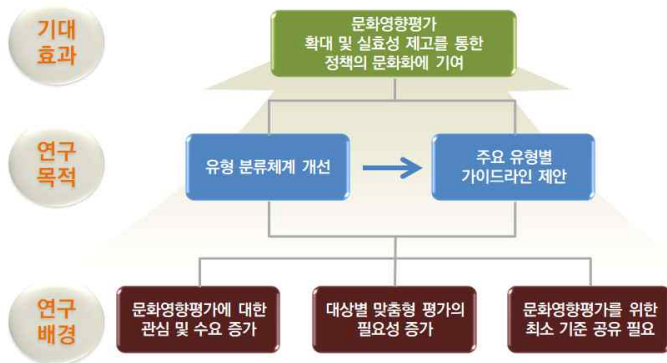 기대
효과
문화영향평가
확대 및 실효성 제고를 통한
정책의 문화화에 기여
연구
목적
유형 분류체계 개선
주요 유형별
가이드라인 제안
연구
배경
문화영향평가에 대한
관심 및 수요 증가
대상별 맞춤형 평가의
필요성 증가
문화영향평가를 위한
최소 기준 공유 필요